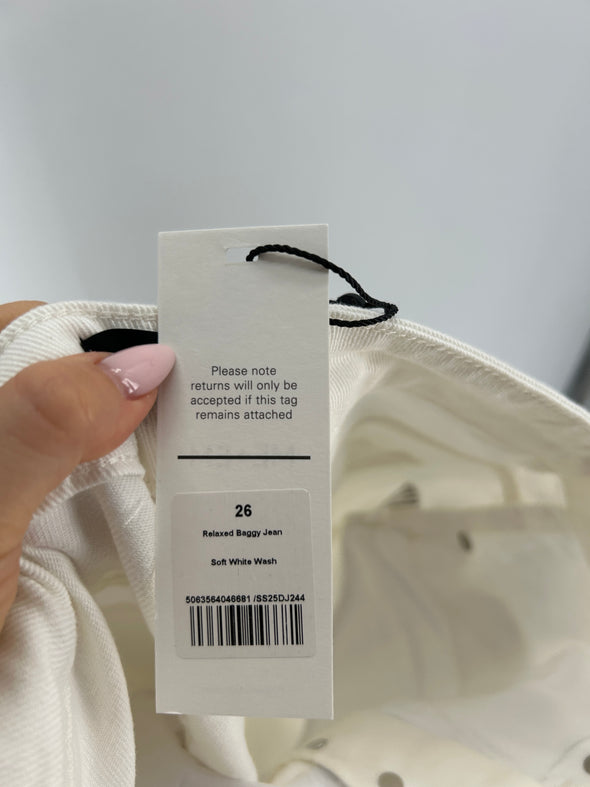 Please note
returns will only be
accepted if this tag
remains attached
26
Relaxed Baggy Jean
Soft White Wash
5063564046681 /SS25DJ244